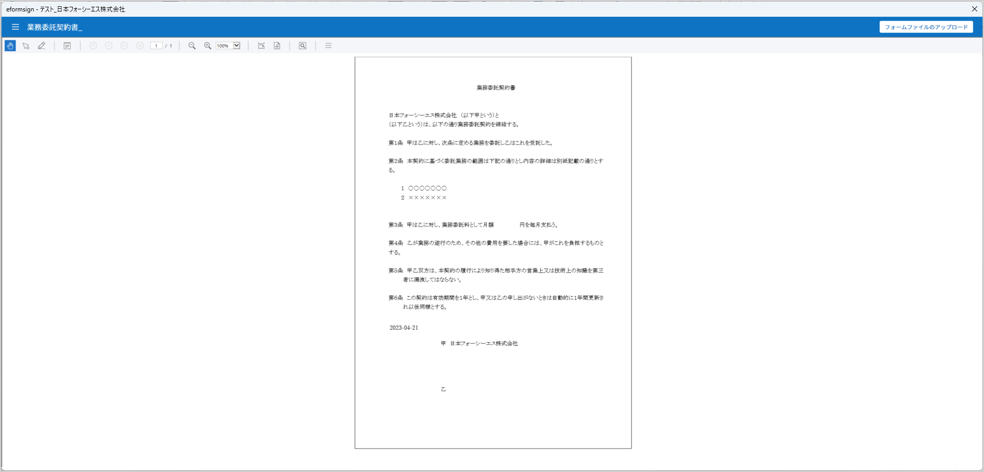 eformsign - テスト_日本フォーシーエス株式会社
業務委託契約書_
フォームファイルのアップロード
1 / 1
100%
業務委託契約書
日本フォーシーエス株式会社 （以下甲という）と
（以下乙という）は、以下の通り業務委託契約を締結する。
第1条 甲は乙に対し、次条に定める業務を委託し乙はこれを受託した。
第2条 本契約に基づく委託業務の範囲は下記の通りとし内容の詳細は別紙記載の通りとす
る。
1 ○○○○○○○
2 ×××××××
第3条 甲は乙に対し、業務委託料として月額 円を毎月支払う。
第4条 乙が業務の遂行のため、その他の費用を要した場合には、甲がこれを負担するものと
する。
第5条 甲乙双方は、本契約の履行により知り得た相手方の営業上又は技術上の知識を第三
者に漏洩してはならない。
第6条 この契約は有効期間を1年とし、甲又は乙の申し出がないときは自動的に1年間更新さ
れ以後同様とする。
2023-04-21
甲 日本フォーシーエス株式会社
乙